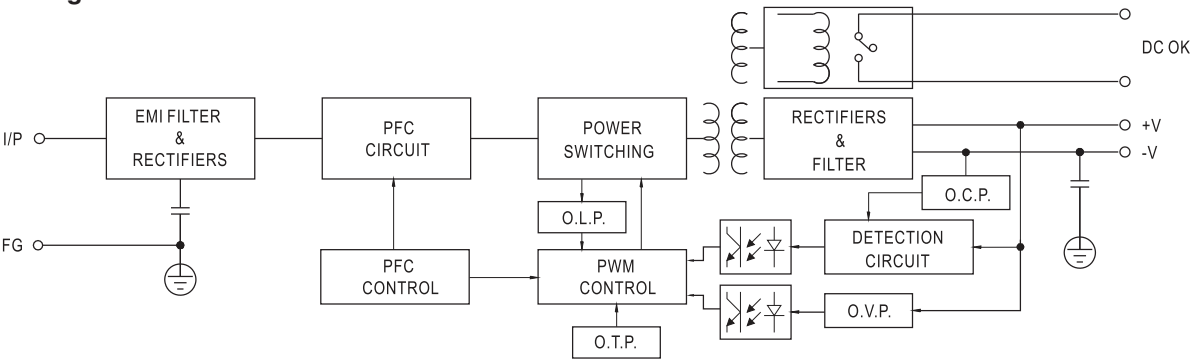 DC OK
I/P
EMI FILTER
&
RECTIFIERS
PFC
CIRCUIT
POWER
SWITCHING
RECTIFIERS
&
FILTER
+V
-V
O.C.P.
O.L.P.
FG
PFC
CONTROL
PWM
CONTROL
DETECTION
CIRCUIT
O.V.P.
O.T.P.